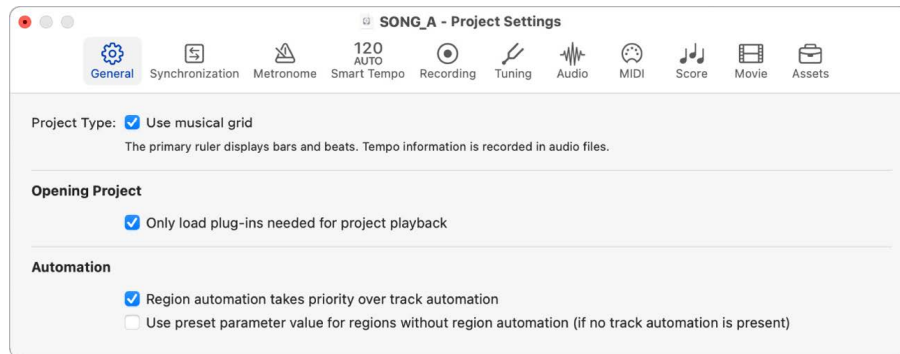 SONG_A - Project Settings
General
Synchronization
Metronome
120
AUTO
Smart Tempo
Recording
Tuning
Audio
MIDI
Score
Movie
Assets
Project Type: Use musical grid
The primary ruler displays bars and beats. Tempo information is recorded in audio files.
Opening Project
Only load plug-ins needed for project playback
Automation
Region automation takes priority over track automation
Use preset parameter value for regions without region automation (if no track automation is present)